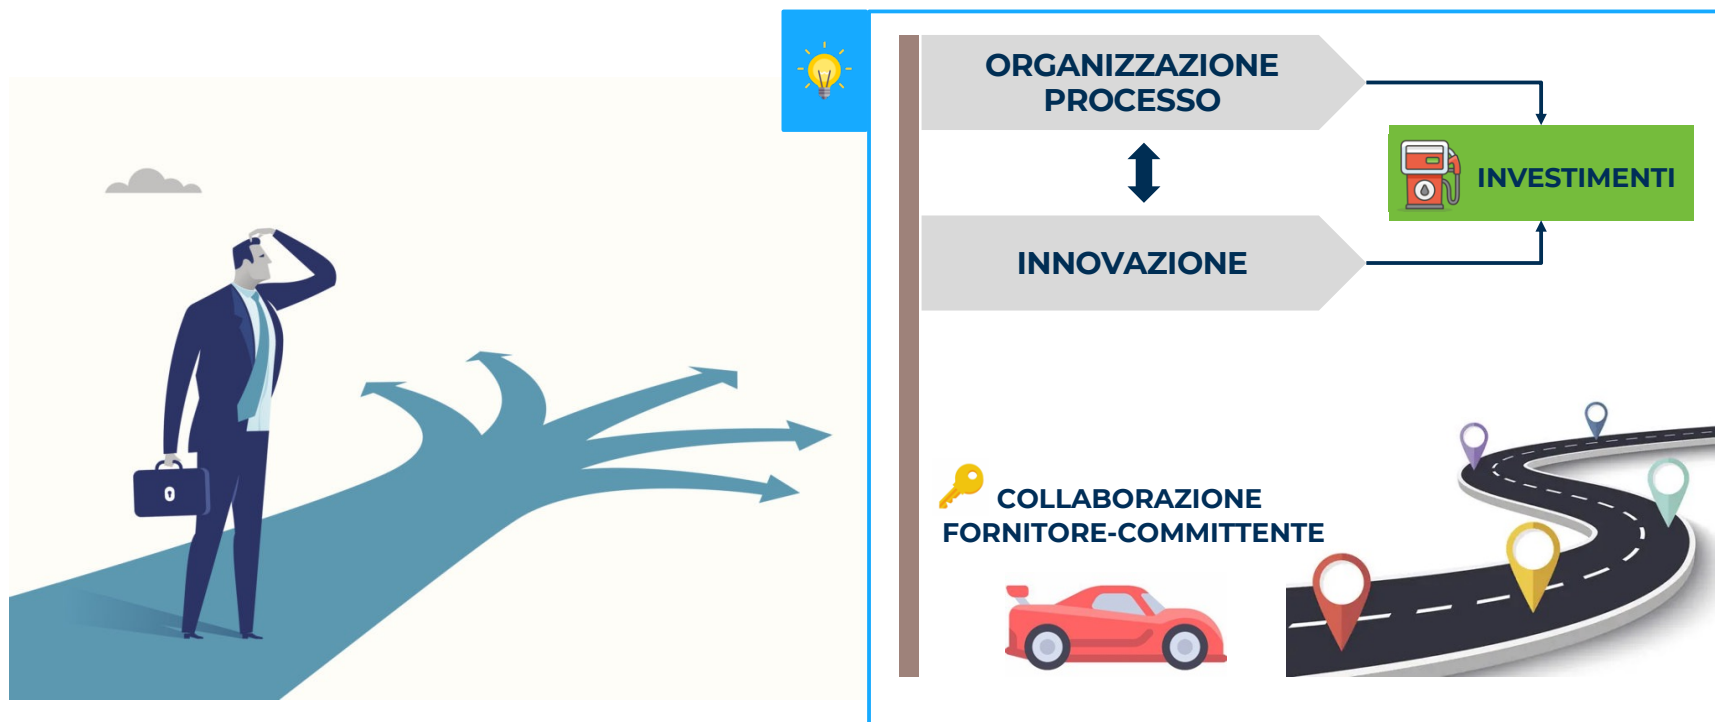 ORGANIZZAZIONE
PROCESSO
INVESTIMENTI
INNOVAZIONE
COLLABORAZIONE
FORNITORE-COMMITTENTE